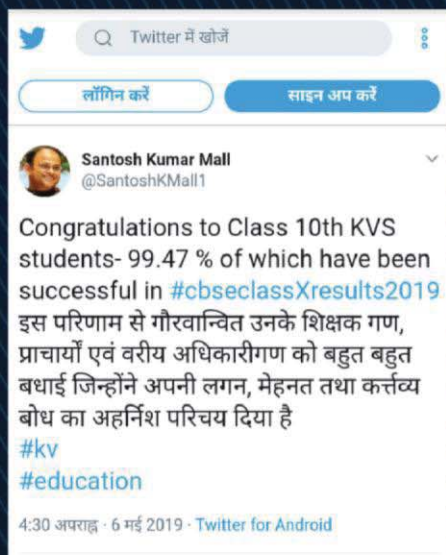 Twitter में खोजें
लॉगिन करें
साइन अप करें
Santosh Kumar Mall
@SantoshKMall1
Congratulations to Class 10th KVS
students- 99.47 % of which have been
successful in #cbseclassXresults2019
इस परिणाम से गौरवान्वित उनके शिक्षक गण,
प्राचार्यों एवं वरीय अधिकारीगण को बहुत बहुत
बधाई जिन्होंने अपनी लगन, मेहनत तथा कर्त्तव्य
बोध का अहर्निश परिचय दिया है
#kv
#education
4:30 अपराह्न · 6 मई 2019 · Twitter for Android